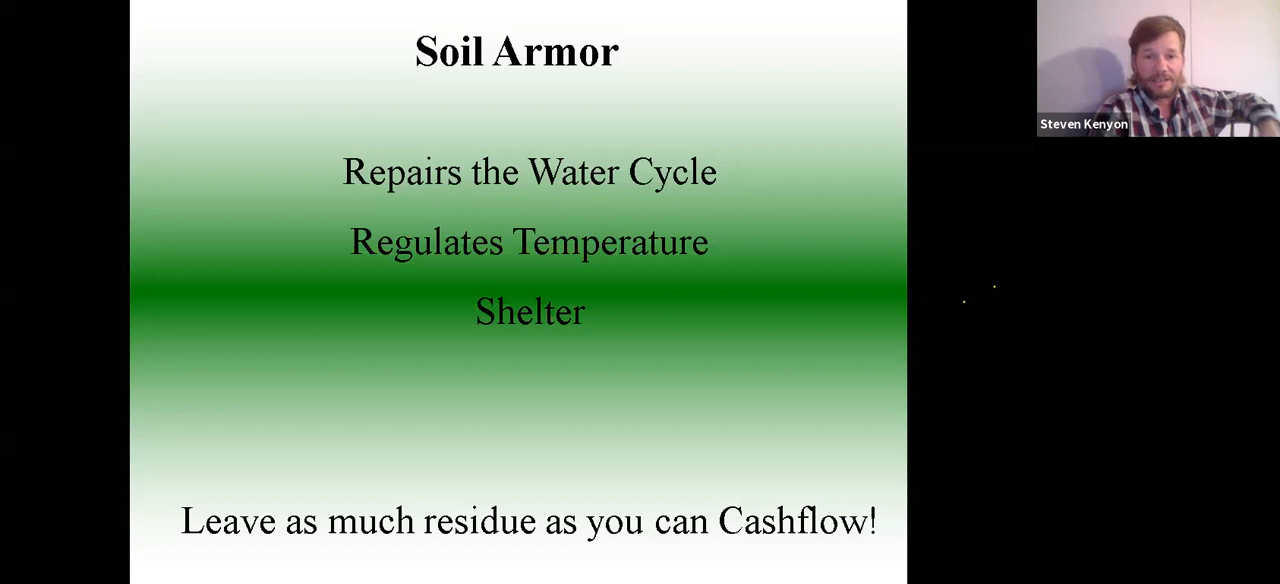 Soil Armor
Steven Kenyon
Repairs the Water Cycle
Regulates Temperature
Shelter
Leave as much residue as you can Cashflow!